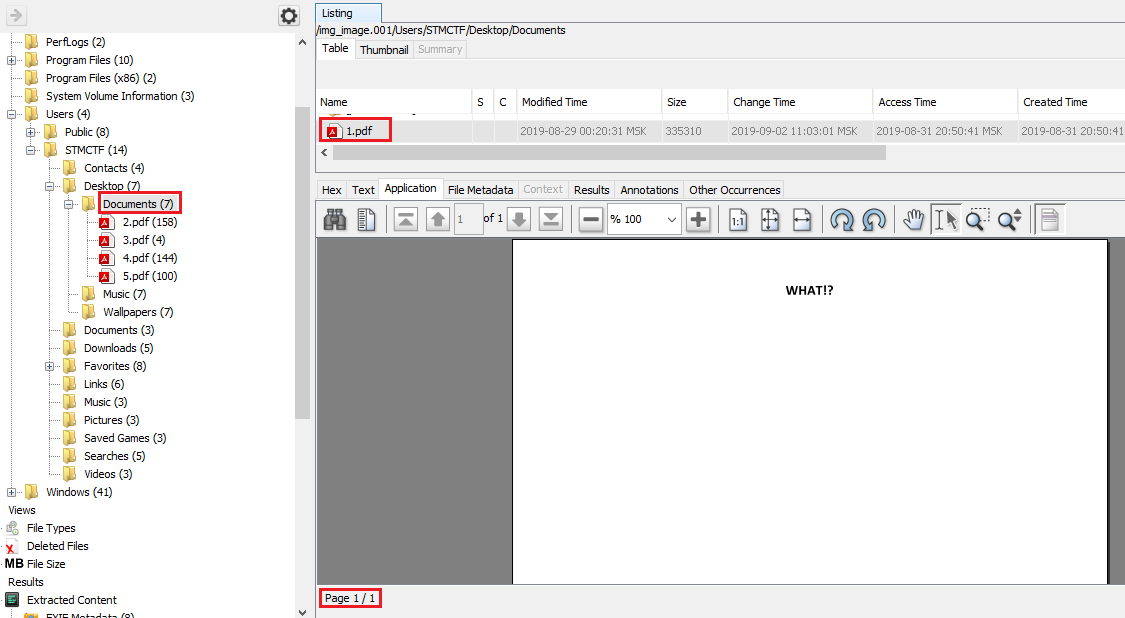 PerfLogs (2)
Program Files (10)
Program Files (x86) (2)
System Volume Information (3)
Users (4)
Public (8)
STMCTF (14)
Contacts (4)
Desktop (7)
Documents (7)
2.pdf (158)
3.pdf (4)
4.pdf (144)
5.pdf (100)
Music (7)
Wallpapers (7)
Documents (3)
Downloads (5)
Favorites (8)
Links (6)
Music (3)
Pictures (3)
Saved Games (3)
Searches (5)
Videos (3)
Windows (41)
Views
File Types
Deleted Files
MB File Size
Results
Extracted Content
EXIF Metadata (8)
Listing
/img_image.001/Users/STMCTF/Desktop/Documents
Table Thumbnail Summary
Name S C Modified Time Size Change Time Access Time Created Time
1.pdf 2019-08-29 00:20:31 MSK 335310 2019-09-02 11:03:01 MSK 2019-08-31 20:50:41 MSK 2019-08-31 20:50:41
Hex Text Application File Metadata Context Results Annotations Other Occurrences
1 of 1 % 100 1:1
WHAT!?
Page 1 / 1